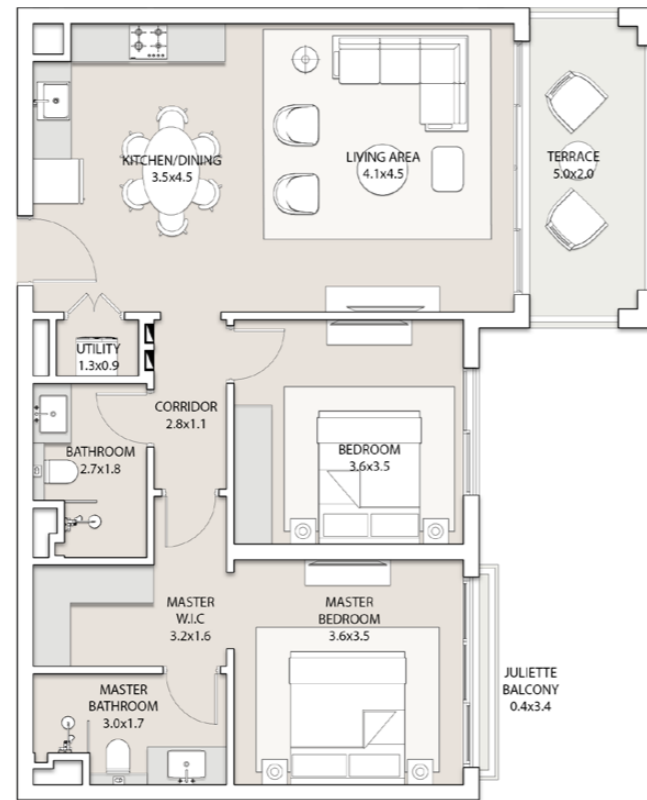 KITCHEN/DINING
3.5x4.5
LIVING AREA
4.1x4.5
TERRACE
5.0x2.0
UTILITY
1.3x0.9
CORRIDOR
2.8x1.1
BATHROOM
2.7x1.8
BEDROOM
3.6x3.5
MASTER
W.I.C
3.2x1.6
MASTER
BEDROOM
3.6x3.5
JULIETTE
BALCONY
0.4x3.4
MASTER
BATHROOM
3.0x1.7